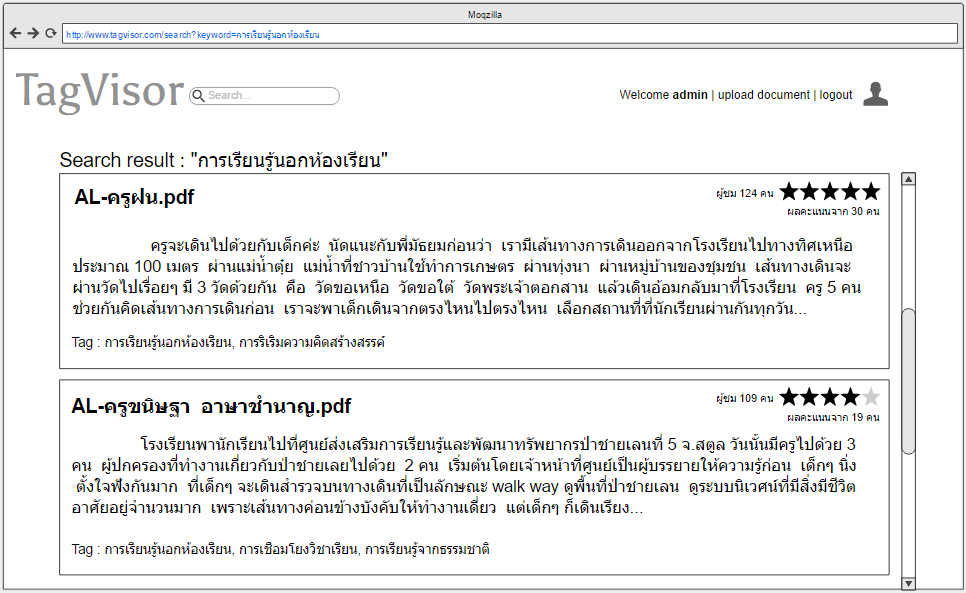 Moqzilla
http://www.tagvisor.com/search?keyword=การเรียนรู้นอกห้องเรียน
TagVisor
Search...
Welcome admin | upload document | logout
Search result : "การเรียนรู้นอกห้องเรียน"
AL-ครูฝน.pdf
ผู้ชม 124 คน
ผลคะแนนจาก 30 คน
ครูจะเดินไปด้วยกับเด็กค่ะ นัดแนะกับพี่มัธยมก่อนว่า เรามีเส้นทางการเดินออกจากโรงเรียนไปทางทิศเหนือ
ประมาณ 100 เมตร ผ่านแม่น้ำตุ๋ย แม่น้ำที่ชาวบ้านใช้ทำการเกษตร ผ่านทุ่งนา ผ่านหมู่บ้านของชุมชน เส้นทางเดินจะ
ผ่านวัดไปเรื่อยๆ มี 3 วัดด้วยกัน คือ วัดขอเหนือ วัดขอใต้ วัดพระเจ้าตอกสาน แล้วเดินอ้อมกลับมาที่โรงเรียน ครู 5 คน
ช่วยกันคิดเส้นทางการเดินก่อน เราจะพาเด็กเดินจากตรงไหนไปตรงไหน เลือกสถานที่ที่นักเรียนผ่านกันทุกวัน...
Tag : การเรียนรู้นอกห้องเรียน, การริเริ่มความคิดสร้างสรรค์
AL-ครูขนิษฐา อาษาชำนาญ.pdf
ผู้ชม 109 คน
ผลคะแนนจาก 19 คน
โรงเรียนพานักเรียนไปที่ศูนย์ส่งเสริมการเรียนรู้และพัฒนาทรัพยากรป่าชายเลนที่ 5 จ.สตูล วันนั้นมีครูไปด้วย 3
คน ผู้ปกครองที่ทำงานเกี่ยวกับป่าชายเลยไปด้วย 2 คน เริ่มต้นโดยเจ้าหน้าที่ศูนย์เป็นผู้บรรยายให้ความรู้ก่อน เด็กๆ นิ่ง
ตั้งใจฟังกันมาก ที่เด็กๆ จะเดินสำรวจบนทางเดินที่เป็นลักษณะ walk way ดูพื้นที่ป่าชายเลน ดูระบบนิเวศน์ที่มีสิ่งมีชีวิต
อาศัยอยู่จำนวนมาก เพราะเส้นทางค่อนข้างบังคับให้ทำงานเดี่ยว แต่เด็กๆ ก็เดินเรียง...
Tag : การเรียนรู้นอกห้องเรียน, การเชื่อมโยงวิชาเรียน, การเรียนรู้จากธรรมชาติ